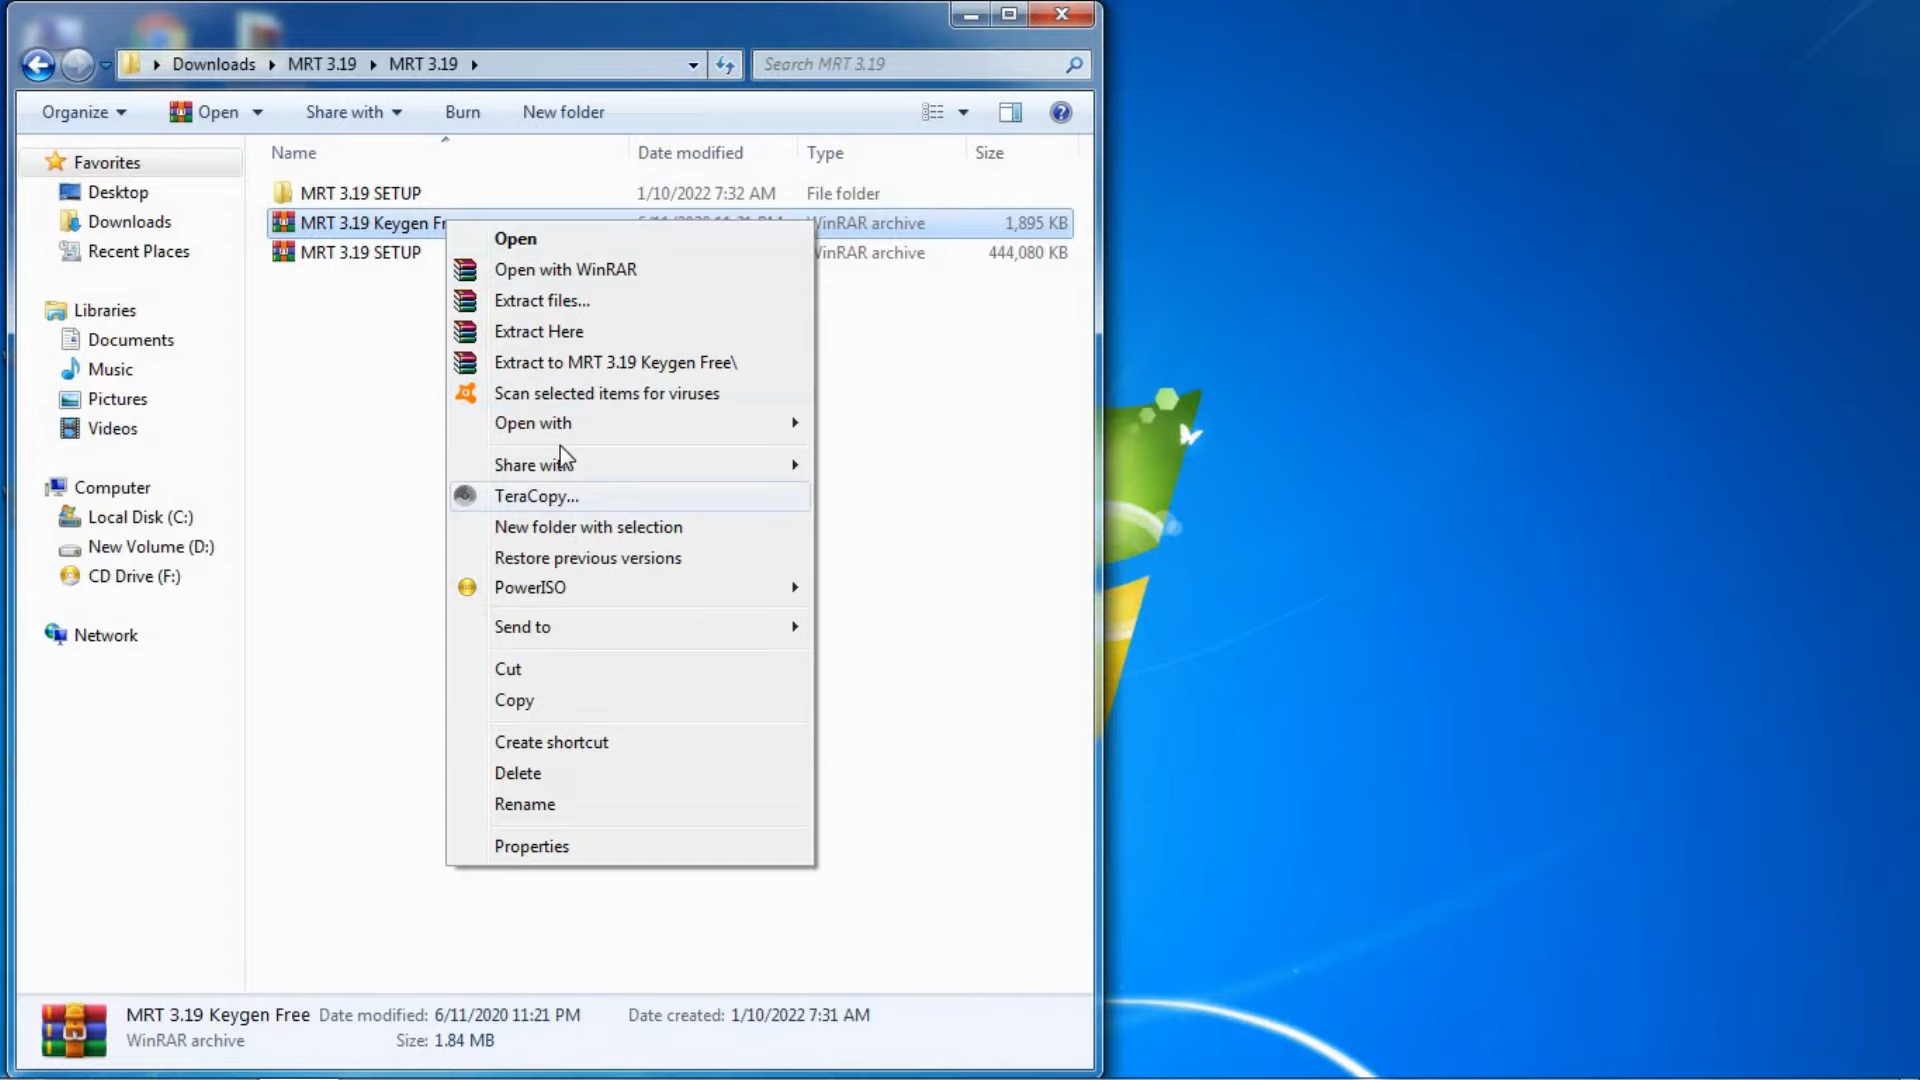 Downloads MRT 3.19 MRT 3.19
Search MRT 3.19
Organize Open Share with Burn New folder
Name Date modified Type Size
Favorites
Desktop
Downloads
Recent Places
Libraries
Documents
Music
Pictures
Videos
Computer
Local Disk (C:)
New Volume (D:)
CD Drive (F:)
Network
MRT 3.19 SETUP 1/10/2022 7:32 AM File folder
MRT 3.19 Keygen WinRAR archive 1,895 KB
MRT 3.19 SETUP WinRAR archive 444,080 KB
Open
Open with WinRAR
Extract files...
Extract Here
Extract to MRT 3.19 Keygen Free\
Scan selected items for viruses
Open with
Share with
TeraCopy...
New folder with selection
Restore previous versions
PowerISO
Send to
Cut
Copy
Create shortcut
Delete
Rename
Properties
MRT 3.19 Keygen Free Date modified: 6/11/2020 11:21 PM Date created: 1/10/2022 7:31 AM
WinRAR archive Size: 1.84 MB